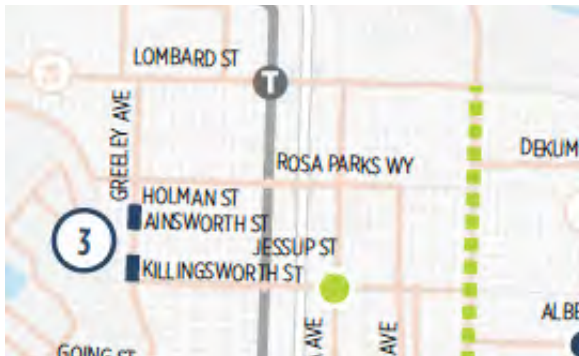 LOMBARD ST
T
GREELEY AVE
ROSA PARKS WY
DEKUM
HOLMAN ST
AINSWORTH ST
3
JESSUP ST
KILLINGSWORTH ST
ALBE
AVE
AVE
GOING ST